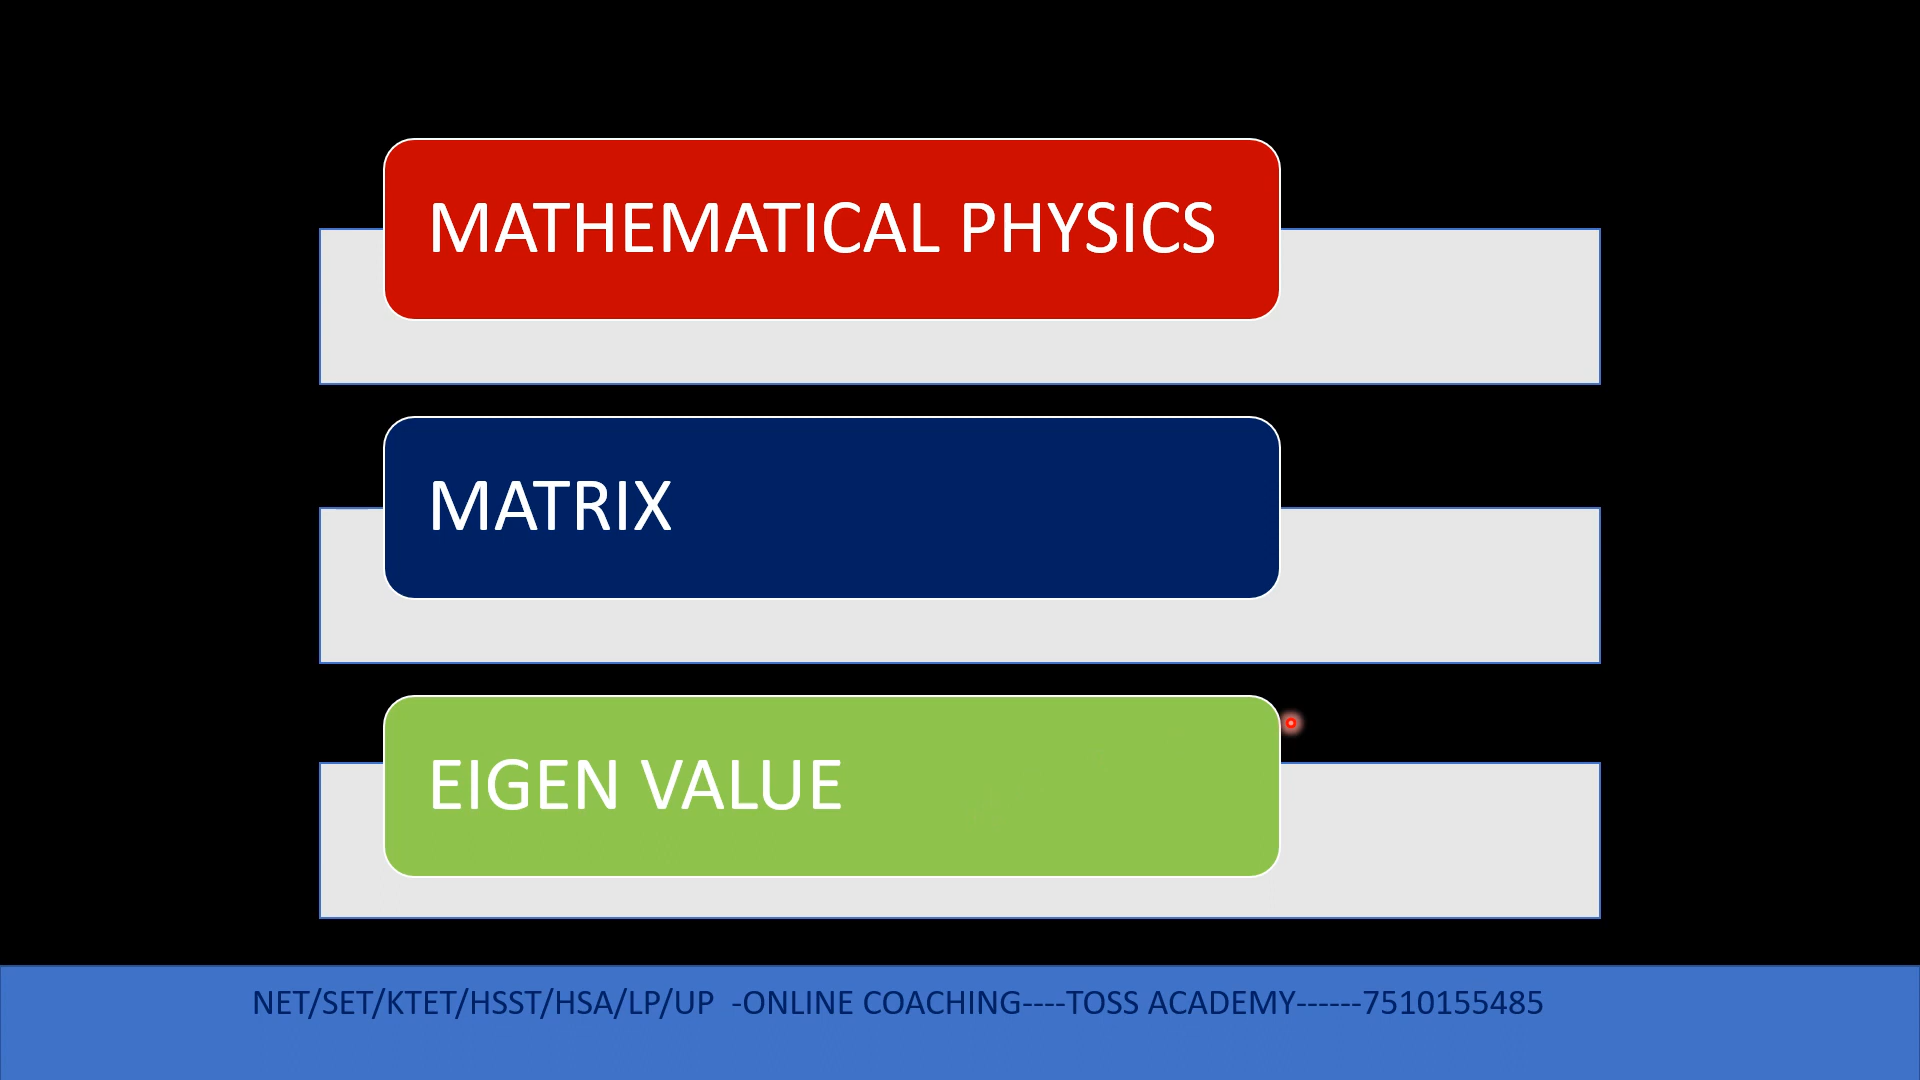 MATHEMATICAL PHYSICS
MATRIX
EIGEN VALUE
NET/SET/KTET/HSST/HSA/LP/UP  -ONLINE COACHING----TOSS ACADEMY------7510155485